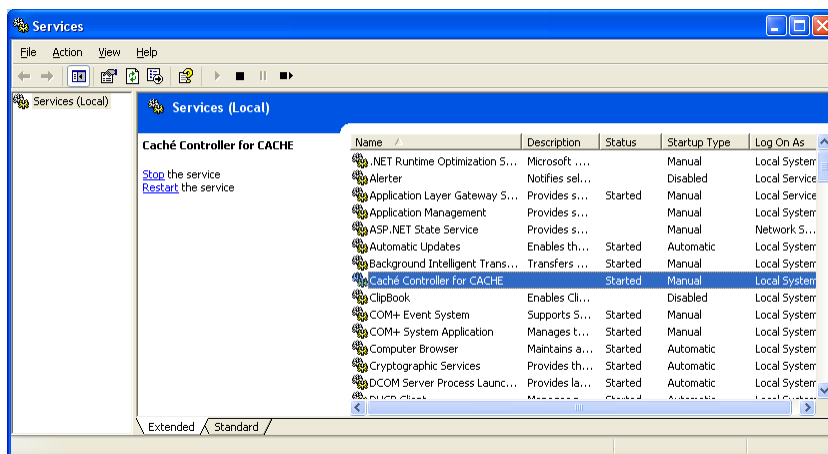 Services
File Action View Help
Services (Local)
Services (Local)
Caché Controller for CACHE
Stop the service
Restart the service
Name Description Status Startup Type Log On As
.NET Runtime Optimization S... Microsoft .... Manual Local System
Alerter Notifies sel... Disabled Local Service
Application Layer Gateway S... Provides s... Started Manual Local Service
Application Management Provides s... Manual Local System
ASP.NET State Service Provides s... Manual Network S...
Automatic Updates Enables th... Started Automatic Local System
Background Intelligent Trans... Transfers ... Started Manual Local System
Caché Controller for CACHE Started Manual Local System
ClipBook Enables Cli... Disabled Local System
COM+ Event System Supports S... Started Manual Local System
COM+ System Application Manages t... Started Manual Local System
Computer Browser Maintains a... Started Automatic Local System
Cryptographic Services Provides th... Started Automatic Local System
DCOM Server Process Launc... Provides la... Started Automatic Local System
Extended Standard